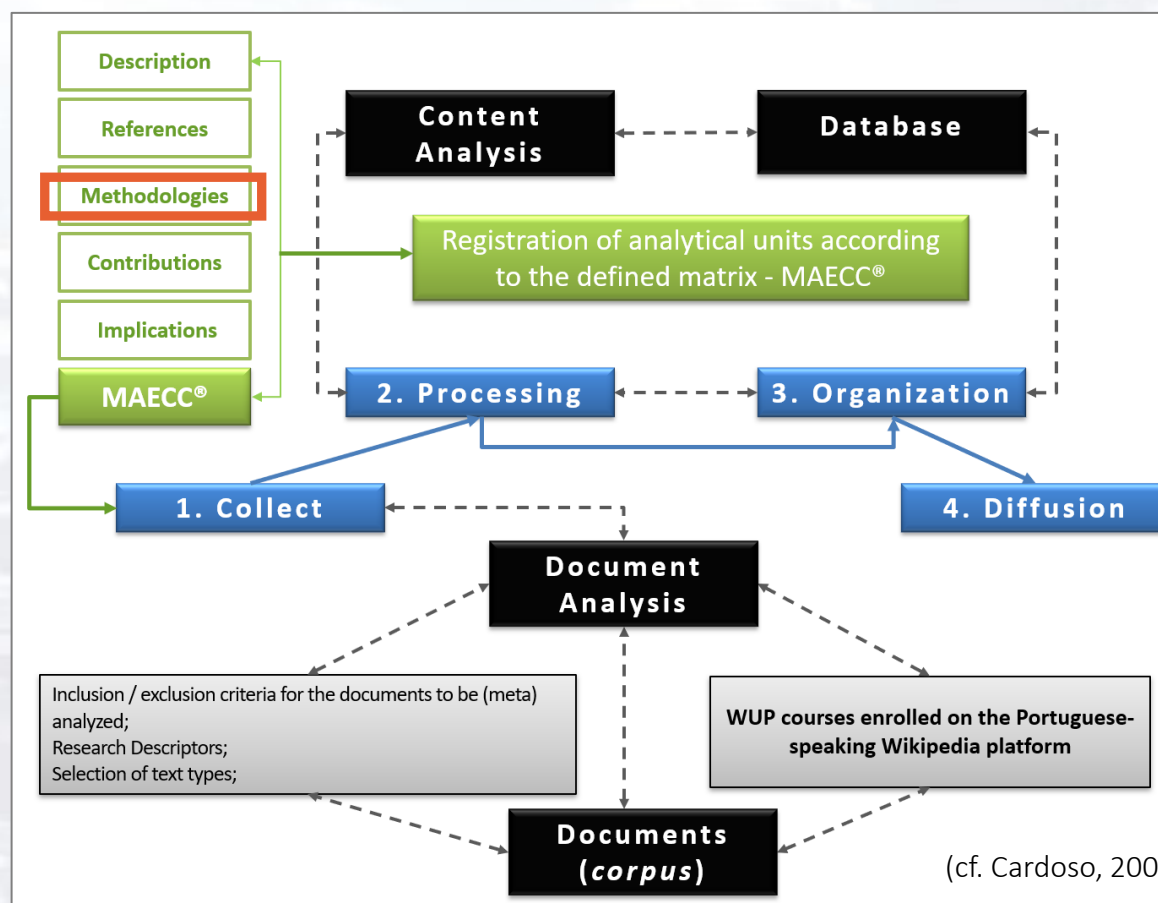 Description
References
Methodologies
Contributions
Implications
MAECC®
Content
Analysis
Database
Registration of analytical units according
to the defined matrix - MAECC®
2. Processing
3. Organization
1. Collect
4. Diffusion
Document
Analysis
Inclusion / exclusion criteria for the documents to be (meta)
analyzed;
Research Descriptors;
Selection of text types;
WUP courses enrolled on the Portuguese-
speaking Wikipedia platform
Documents
(corpus)
(cf. Cardoso, 200